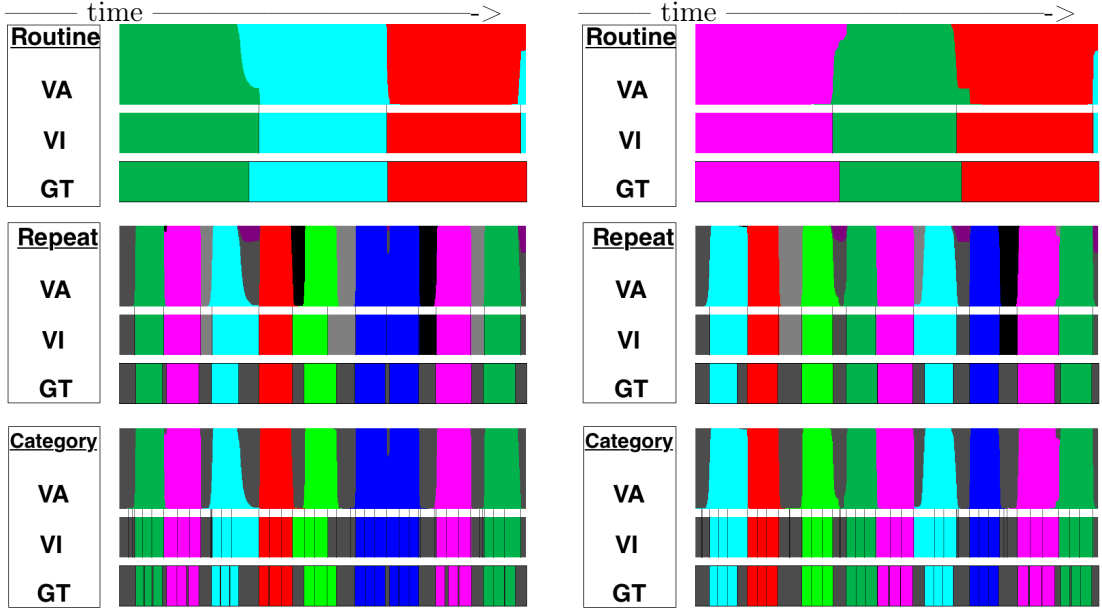 time —> time —>
Routine Routine
VA VA
VI VI
GT GT
Repeat Repeat
VA VA
VI VI
GT GT
Category Category
VA VA
VI VI
GT GT